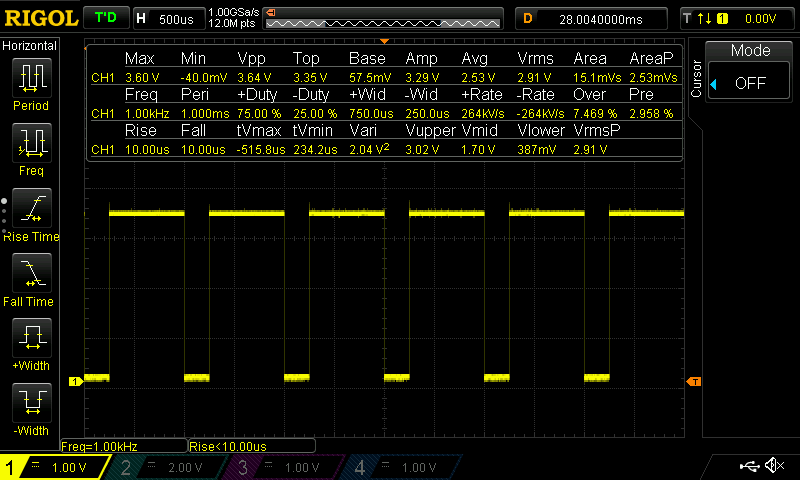 RIGOL T'D H 500us 1.00GSa/s 12.0M pts D 28.0040000ms T 1 0.00V
Horizontal
Period
Freq
Rise Time
Fall Time
+Width
-Width
Max Min Vpp Top Base Amp Avg Vrms Area AreaP
CH1 3.60 V -40.0mV 3.64 V 3.35 V 57.5mV 3.29 V 2.53 V 2.91 V 15.1mVs 2.53mVs
Freq Peri +Duty -Duty +Wid -Wid +Rate -Rate Over Pre
CH1 1.00kHz 1.000ms 75.00 % 25.00 % 750.0us 250.0us 264kV/s -264kV/s 7.469 % 2.958 %
Rise Fall tVmax tVmin Vari Vupper Vmid Vlower VrmsP
CH1 10.00us 10.00us -515.8us 234.2us 2.04 V² 3.02 V 1.70 V 387mV 2.91 V
Cursor
Mode
OFF
1
T
Freq=1.00kHz Rise<10.00us
1 = 1.00 V 2 = 2.00 V 3 = 1.00 V 4 = 1.00 V